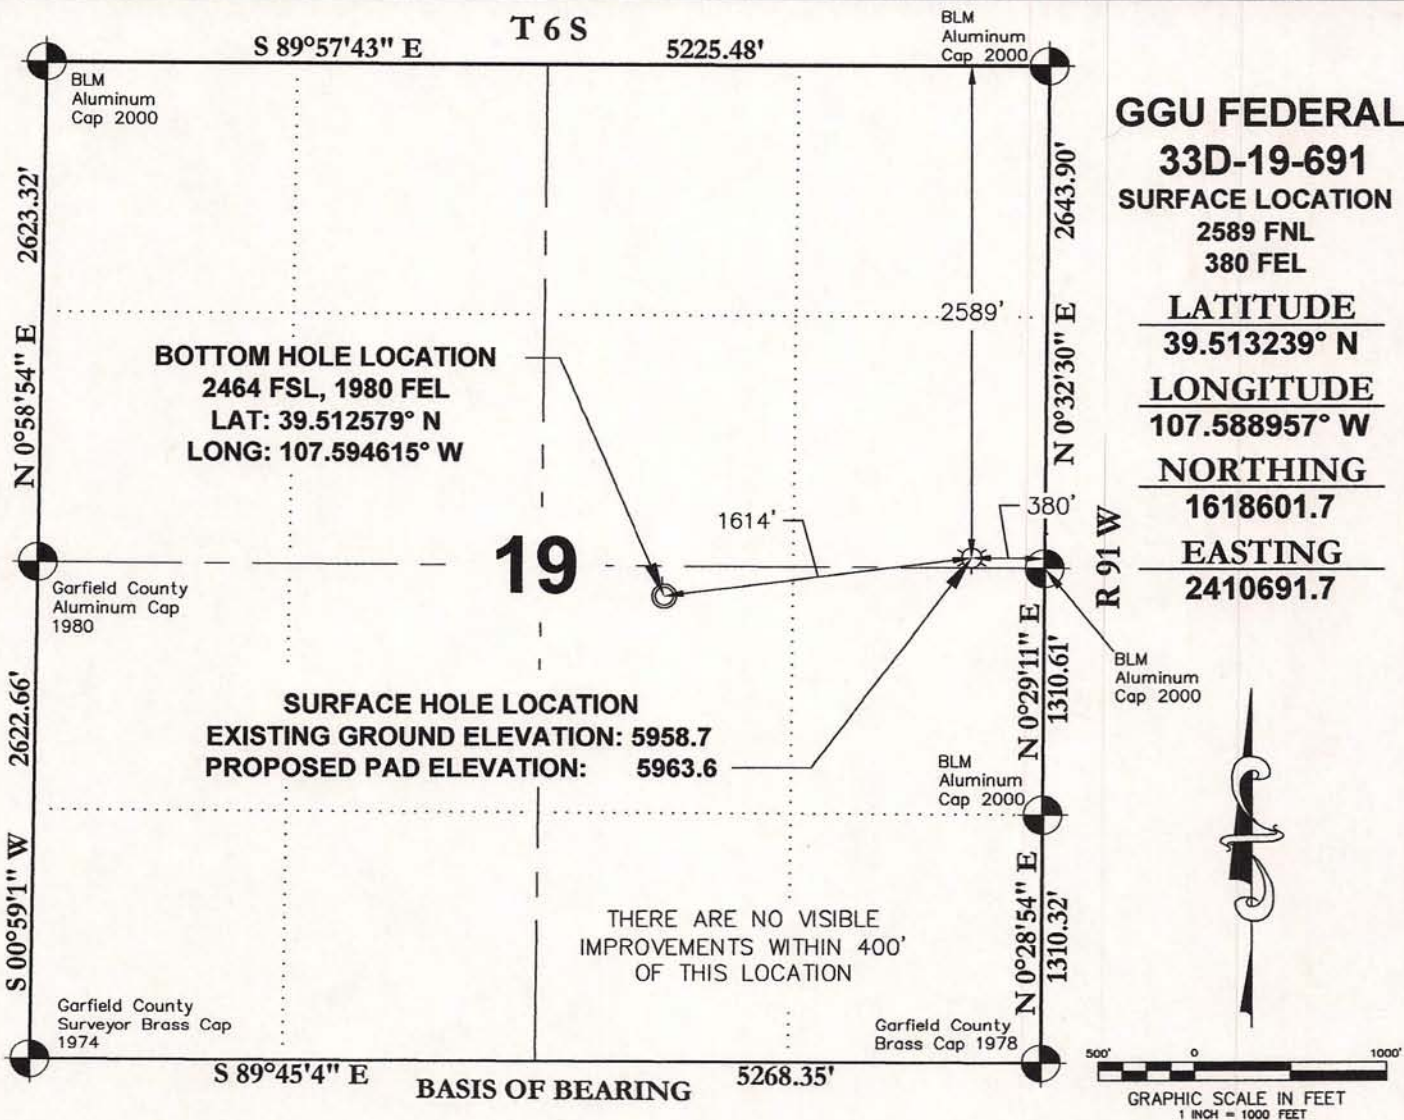 T 6 S
S 89°57'43" E
5225.48'
BLM
Aluminum
Cap 2000
BLM
Aluminum
Cap 2000
GGU FEDERAL
33D-19-691
SURFACE LOCATION
2589 FNL
380 FEL
LATITUDE
39.513239° N
LONGITUDE
107.588957° W
NORTHING
1618601.7
EASTING
2410691.7
N 0°58'54" E 2623.32'
N 0°32'30" E 2643.90'
2589'
BOTTOM HOLE LOCATION
2464 FSL, 1980 FEL
LAT: 39.512579° N
LONG: 107.594615° W
1614'
380'
R 91 W
19
Garfield County
Aluminum Cap
1980
BLM
Aluminum
Cap 2000
S 00°59'1" W 2622.66'
N 0°29'11" E
1310.61'
SURFACE HOLE LOCATION
EXISTING GROUND ELEVATION: 5958.7
PROPOSED PAD ELEVATION: 5963.6
BLM
Aluminum
Cap 2000
N 0°28'54" E
1310.32'
THERE ARE NO VISIBLE
IMPROVEMENTS WITHIN 400'
OF THIS LOCATION
Garfield County
Surveyor Brass Cap
1974
Garfield County
Brass Cap 1978
S 89°45'4" E
BASIS OF BEARING
5268.35'
500' 0 1000'
GRAPHIC SCALE IN FEET
1 INCH = 1000 FEET